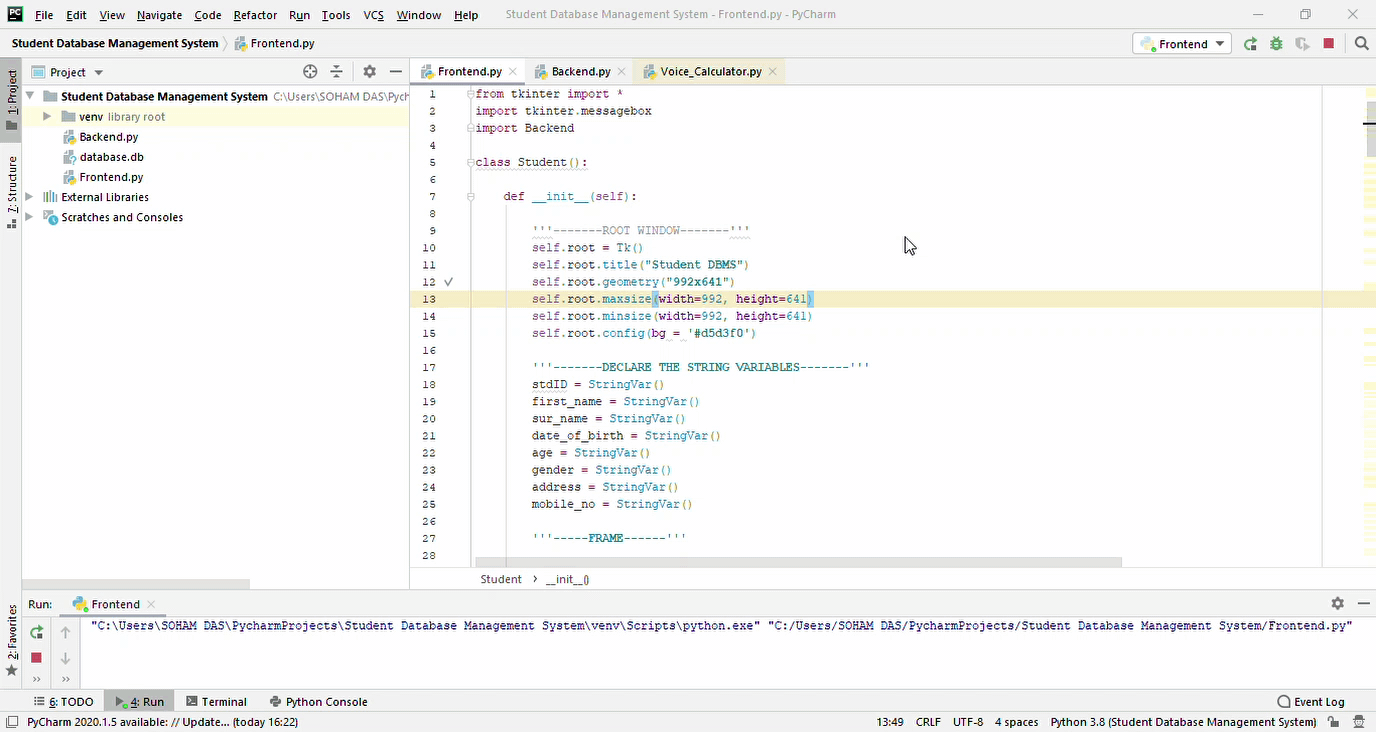 PC File Edit View Navigate Code Refactor Run Tools VCS Window Help Student Database Management System - Frontend.py - PyCharm
Student Database Management System Frontend.py Frontend
1: Project
7: Structure
2: Favorites
Project
Student Database Management System C:\Users\SOHAM DAS\Pych
venv library root
Backend.py
database.db
Frontend.py
External Libraries
Scratches and Consoles
Frontend.py Backend.py Voice_Calculator.py
1 from tkinter import *
2 import tkinter.messagebox
3 import Backend
4
5 class Student():
6
7 def __init__(self):
8
9 '''-------ROOT WINDOW-------'''
10 self.root = Tk()
11 self.root.title("Student DBMS")
12 self.root.geometry("992x641")
13 self.root.maxsize(width=992, height=641)
14 self.root.minsize(width=992, height=641)
15 self.root.config(bg = '#d5d3f0')
16
17 '''-------DECLARE THE STRING VARIABLES-------'''
18 stdID = StringVar()
19 first_name = StringVar()
20 sur_name = StringVar()
21 date_of_birth = StringVar()
22 age = StringVar()
23 gender = StringVar()
24 address = StringVar()
25 mobile_no = StringVar()
26
27 '''-----FRAME------'''
28
Student › __init__()
Run: Frontend
"C:\Users\SOHAM DAS\PycharmProjects\Student Database Management System\venv\Scripts\python.exe" "C:/Users/SOHAM DAS/PycharmProjects/Student Database Management System/Frontend.py"
6: TODO 4: Run Terminal Python Console Event Log
PyCharm 2020.1.5 available: // Update... (today 16:22) 13:49 CRLF UTF-8 4 spaces Python 3.8 (Student Database Management System)